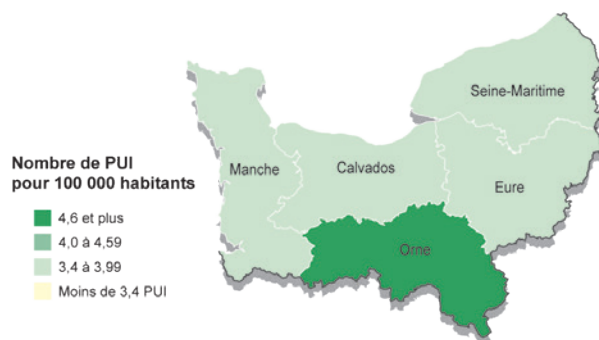 Seine-Maritime
Manche
Calvados
Eure
Orne
Nombre de PUI
pour 100 000 habitants
4,6 et plus
4,0 à 4,59
3,4 à 3,99
Moins de 3,4 PUI